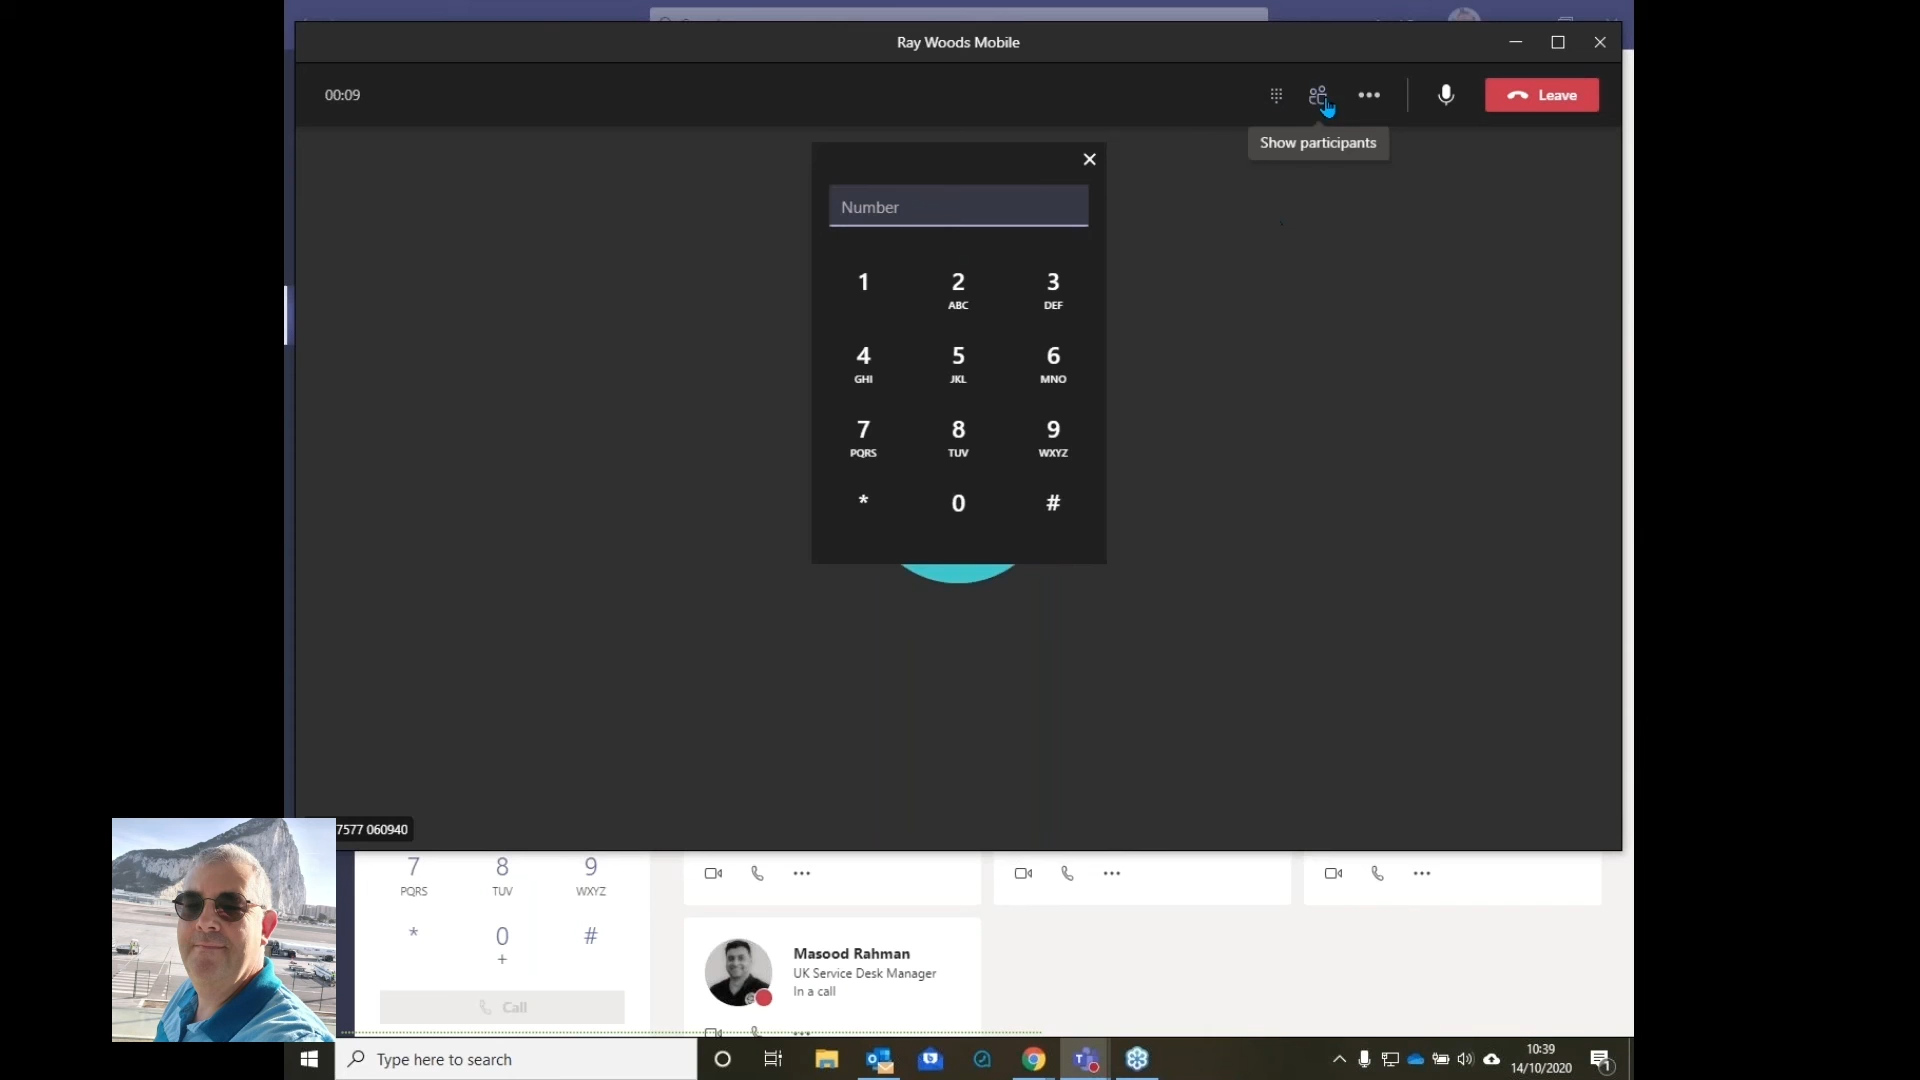 Ray Woods Mobile
00:09
Leave
Show participants
Number
1
2
3
ABC
DEF
4
5
6
GHI
JKL
MNO
7
8
9
PQRS
TUV
WXYZ
*
0
#
7577 060940
7
8
9
PQRS
TUV
WXYZ
*
0
#
+
Call
Masood Rahman
UK Service Desk Manager
In a call
Type here to search
10:39
14/10/2020
1